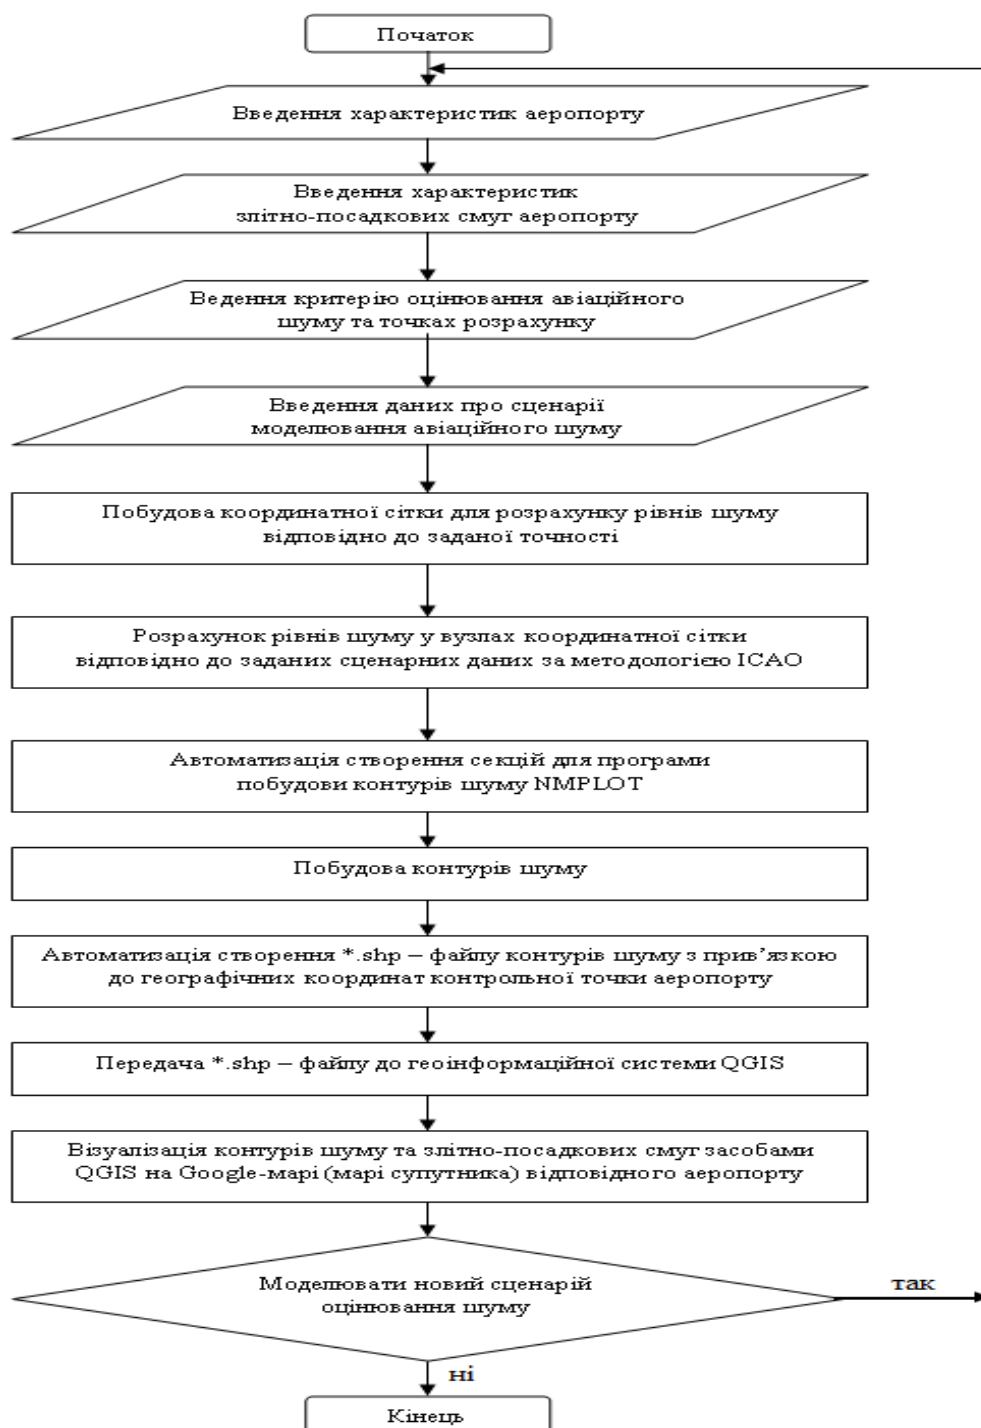 Початок
Введення характеристик аеропорту
Введення характеристик
злітно-посадкових смуг аеропорту
Ведення критерію оцінювання авіаційного
шуму та точках розрахунку
Введення даних про сценарії
моделювання авіаційного шуму
Побудова координатної сітки для розрахунку рівнів шуму
відповідно до заданої точності
Розрахунок рівнів шуму у вузлах координатної сітки
відповідно до заданих сценарних даних за методологією ICAO
Автоматизація створення секцій для програми
побудови контурів шуму NMPLOT
Побудова контурів шуму
Автоматизація створення *.shp – файлу контурів шуму з прив’язкою
до географічних координат контрольної точки аеропорту
Передача *.shp – файлу до геоінформаційної системи QGIS
Візуалізація контурів шуму та злітно-посадкових смуг засобами
QGIS на Google-мапі (мапі супутника) відповідного аеропорту
Моделювати новий сценарій
оцінювання шуму
так
ні
Кінець